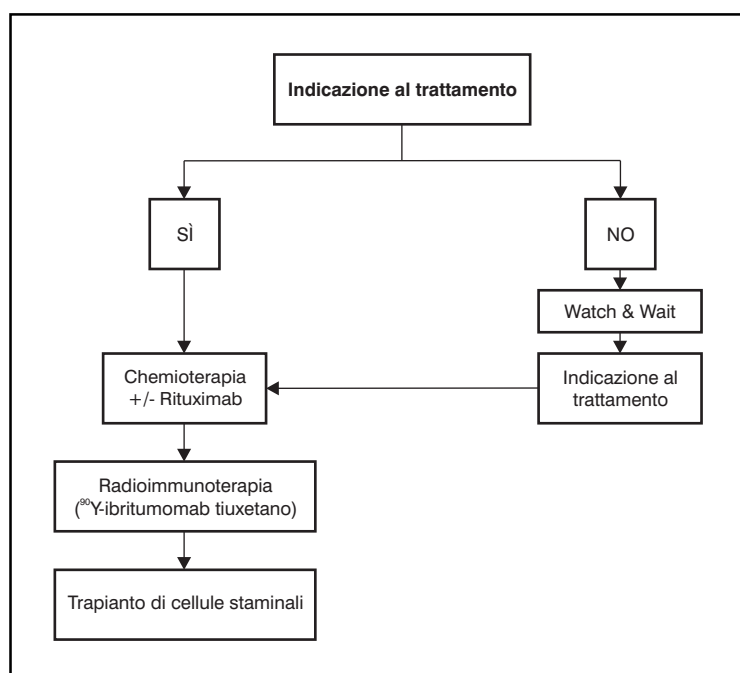 Indicazione al trattamento
SÌ
NO
Watch & Wait
Chemioterapia
+/- Rituximab
Indicazione al
trattamento
Radioimmunoterapia
(⁹⁰Y-ibritumomab tiuxetano)
Trapianto di cellule staminali